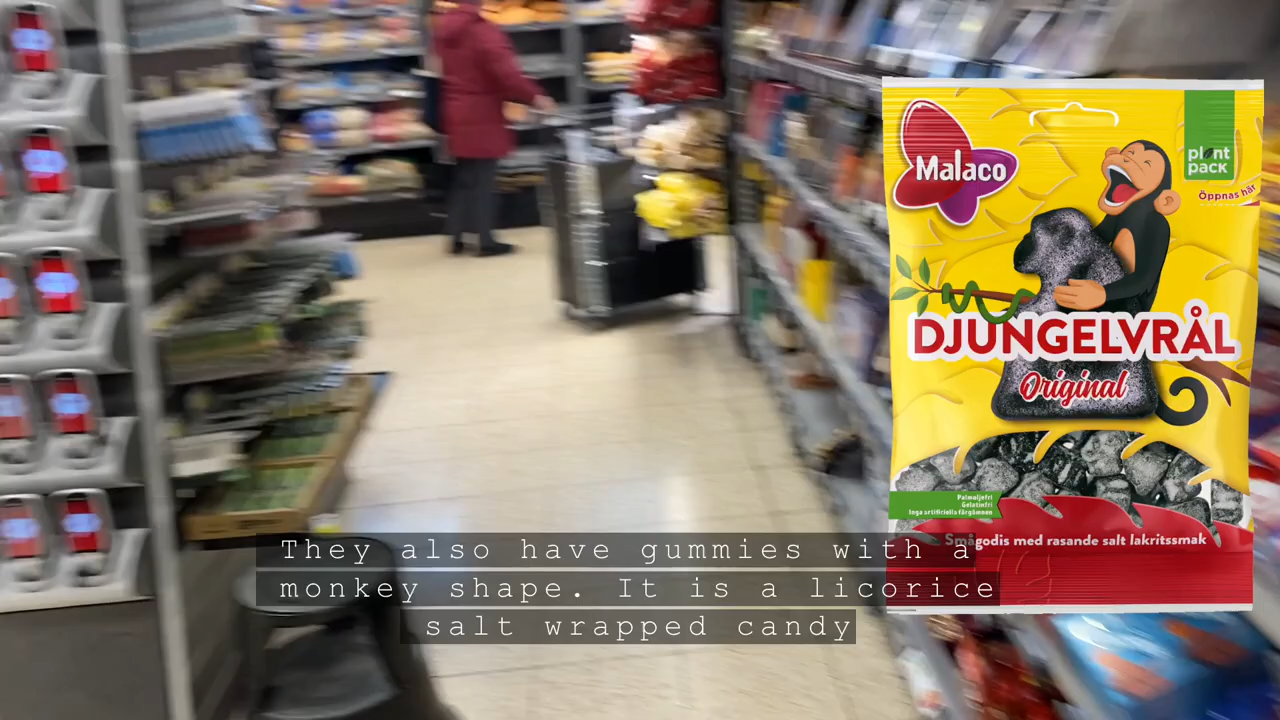 Malaco
plant
pack
Öppnas här
DJUNGELVRÅL
Original
Palmoljefri
Gelatinfri
Inga artificiella färgämnen
Smågodis med rasande salt lakritssmak
They also have gummies with a
monkey shape. It is a licorice
salt wrapped candy